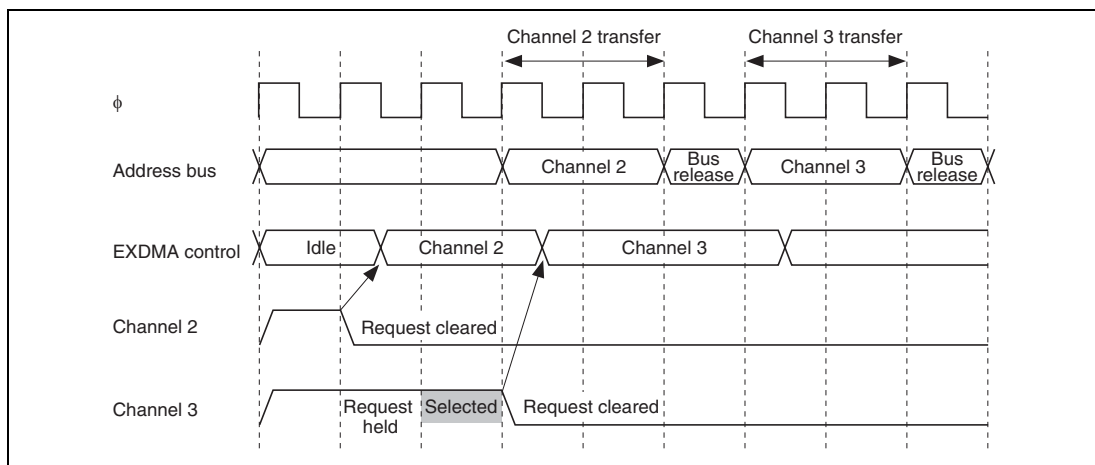 Channel 2 transfer Channel 3 transfer
ϕ
Address bus Channel 2 Bus release Channel 3 Bus release
EXDMA control Idle Channel 2 Channel 3
Channel 2 Request cleared
Channel 3 Request held Selected Request cleared